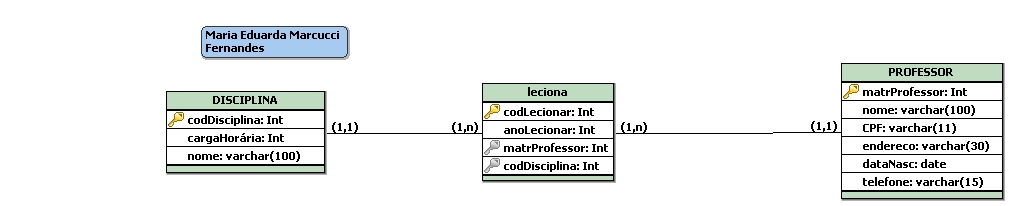 Maria Eduarda Marcucci
Fernandes
DISCIPLINA
codDisciplina: Int
cargaHorária: Int
nome: varchar(100)
(1,1)
(1,n)
leciona
codLecionar: Int
anoLecionar: Int
matrProfessor: Int
codDisciplina: Int
(1,n)
(1,1)
PROFESSOR
matrProfessor: Int
nome: varchar(100)
CPF: varchar(11)
endereco: varchar(30)
dataNasc: date
telefone: varchar(15)